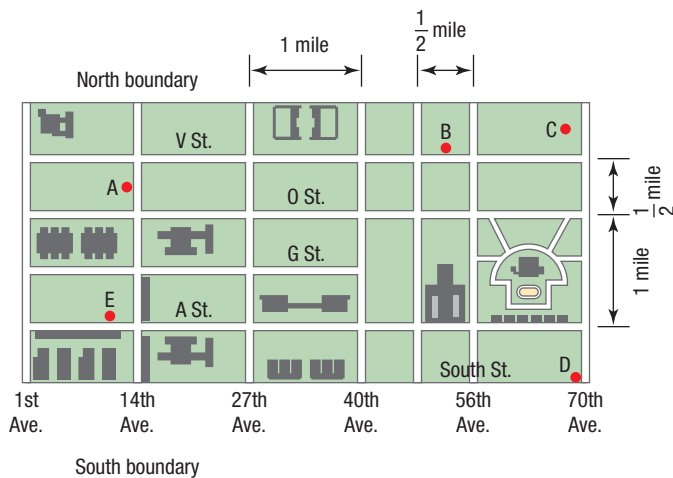 1 mile
1/2 mile
North boundary
V St.
B
C
A
O St.
1/2 mile
G St.
1 mile
E
A St.
South St.
D
1st Ave.
14th Ave.
27th Ave.
40th Ave.
56th Ave.
70th Ave.
South boundary